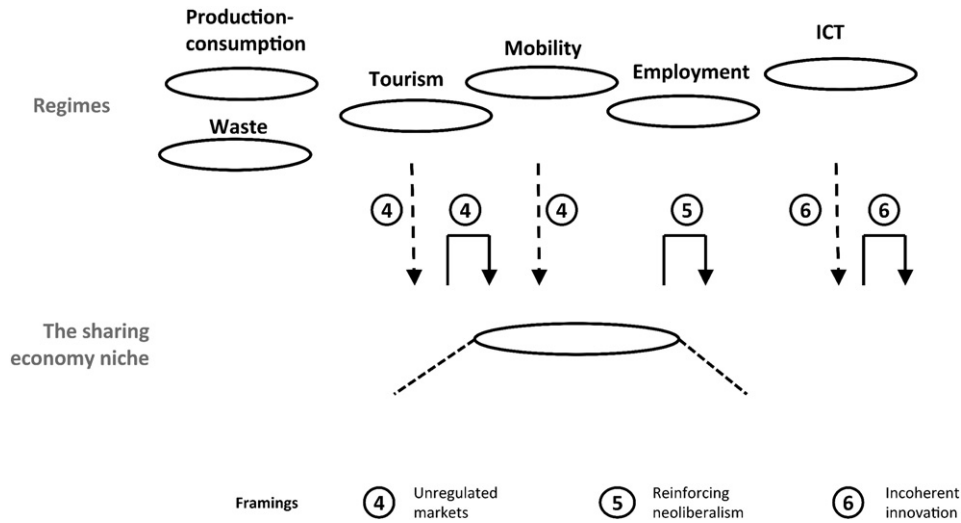 Production-
consumption
Mobility
ICT
Tourism
Employment
Regimes
Waste
4
4
4
5
6
6
The sharing
economy niche
Framings
4 Unregulated
markets
5 Reinforcing
neoliberalism
6 Incoherent
innovation